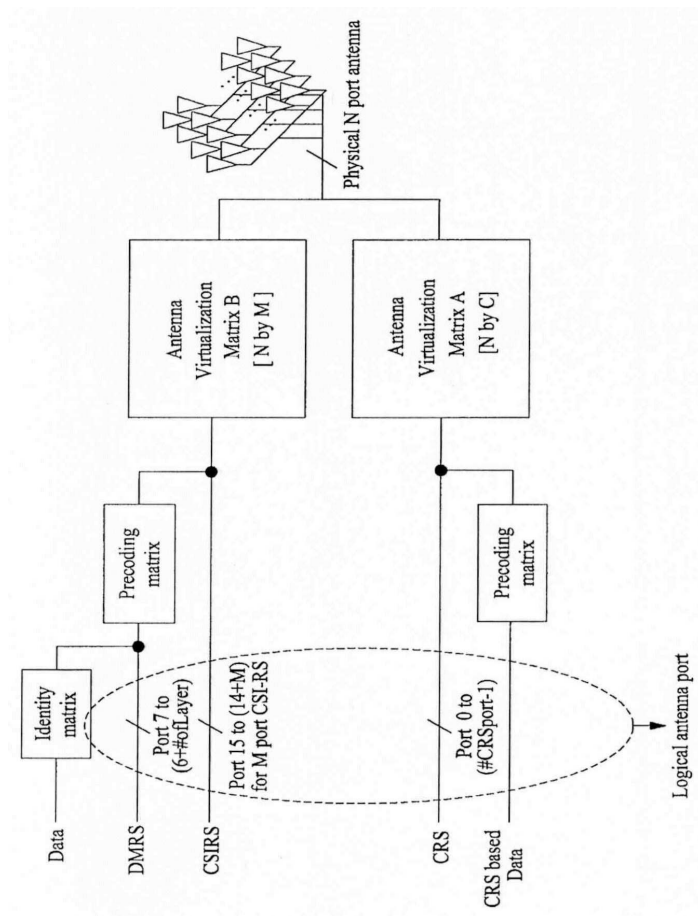 Data
Identity
matrix
DMRS
Port 7 to
(6+#ofLayer)
Precoding
matrix
CSIRS
Port 15 to (14+M)
for M port CSI-RS
Antenna
Virtualization
Matrix B
[ N by M ]
Physical N port antenna
CRS
Port 0 to
(#CRSport-1)
Antenna
Virtualization
Matrix A
[N by C]
CRS based
Data
Precoding
matrix
Logical antenna port